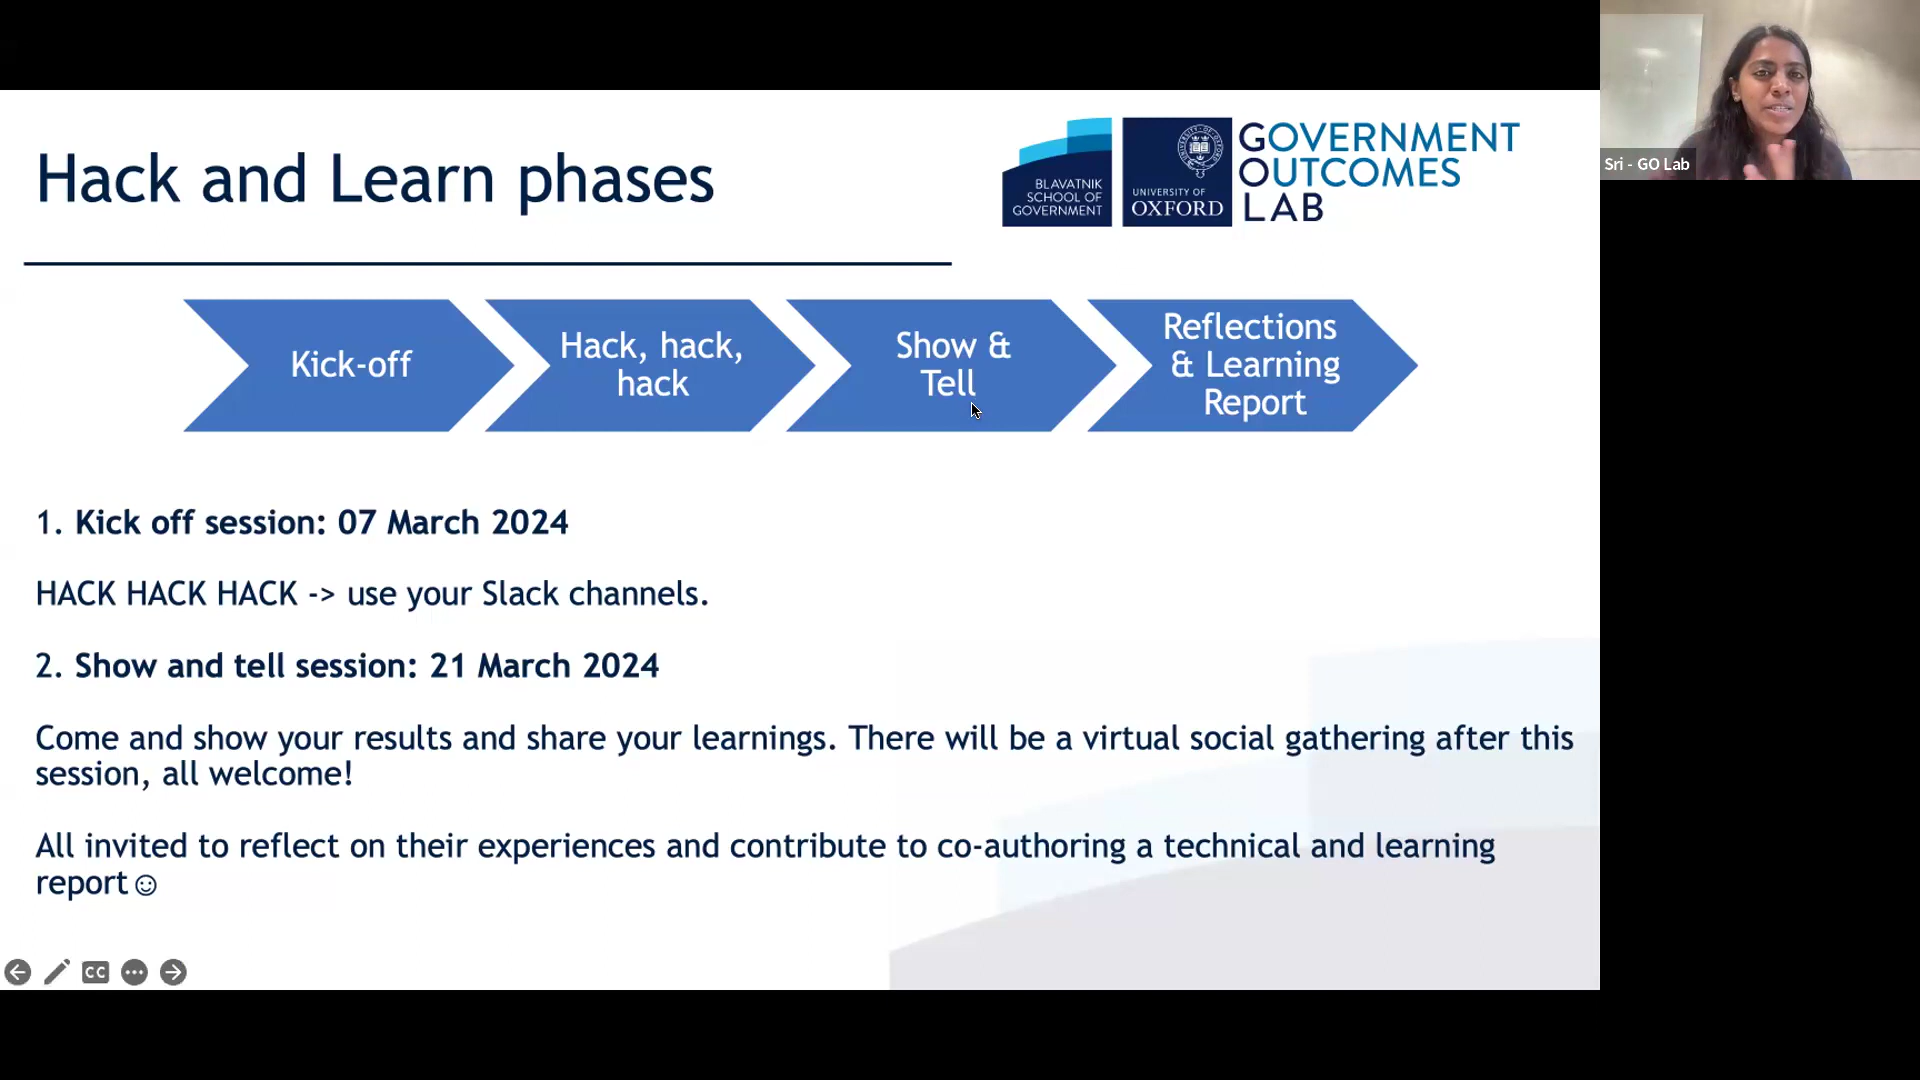 Hack and Learn phases
BLAVATNIK
SCHOOL OF
GOVERNMENT
UNIVERSITY OF
OXFORD
GOVERNMENT
OUTCOMES
LAB
Sri - GO Lab
Kick-off
Hack, hack,
hack
Show &
Tell
Reflections
& Learning
Report
1. Kick off session: 07 March 2024
HACK HACK HACK -> use your Slack channels.
2. Show and tell session: 21 March 2024
Come and show your results and share your learnings. There will be a virtual social gathering after this
session, all welcome!
All invited to reflect on their experiences and contribute to co-authoring a technical and learning
report☺
CC